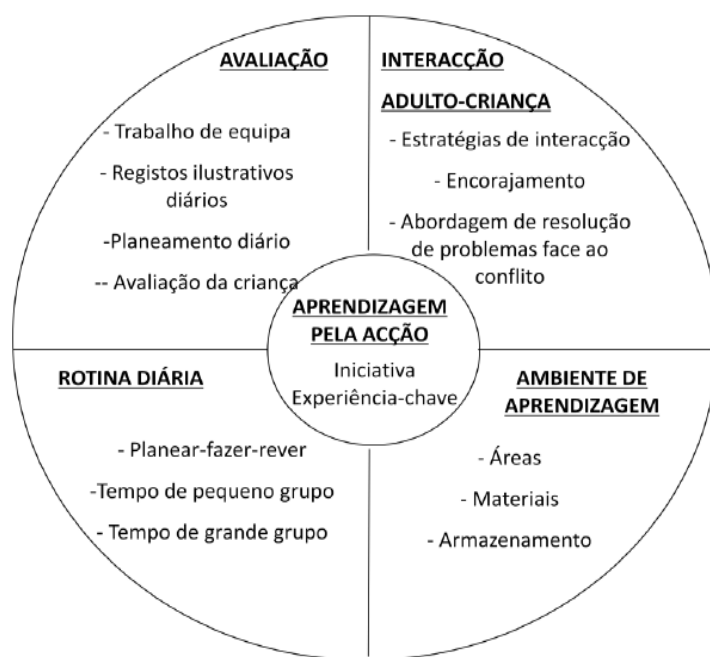 AVALIAÇÃO
- Trabalho de equipa
- Registos ilustrativos
diários
-Planeamento diário
-- Avaliação da criança
INTERACÇÃO
ADULTO-CRIANÇA
- Estratégias de interacção
- Encorajamento
- Abordagem de resolução
de problemas face ao
conflito
APRENDIZAGEM
PELA ACÇÃO
Iniciativa
Experiência-chave
ROTINA DIÁRIA
- Planear-fazer-rever
-Tempo de pequeno grupo
- Tempo de grande grupo
AMBIENTE DE
APRENDIZAGEM
- Áreas
- Materiais
- Armazenamento